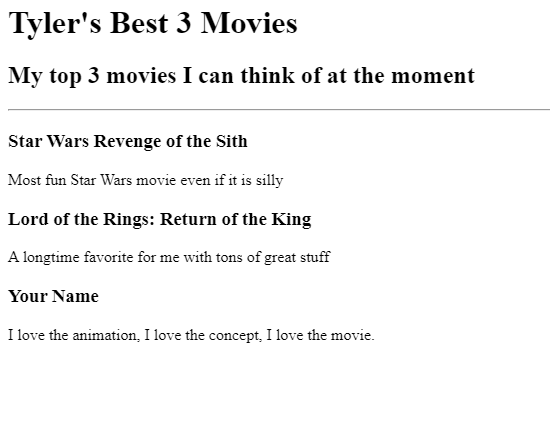 Tyler's Best 3 Movies
My top 3 movies I can think of at the moment
Star Wars Revenge of the Sith
Most fun Star Wars movie even if it is silly
Lord of the Rings: Return of the King
A longtime favorite for me with tons of great stuff
Your Name
I love the animation, I love the concept, I love the movie.